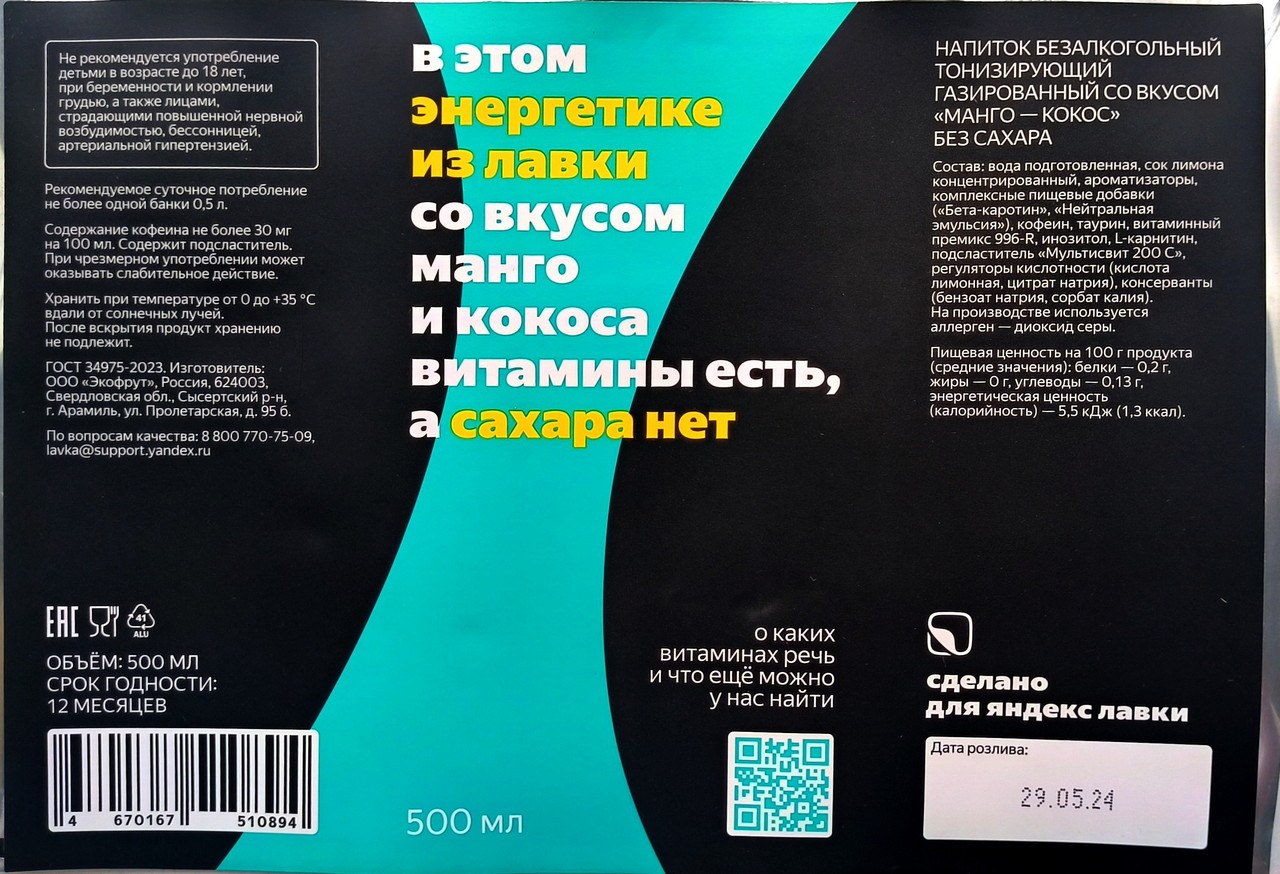 Не рекомендуется употребление
детьми в возрасте до 18 лет,
при беременности и кормлении
грудью, а также лицами,
страдающими повышенной нервной
возбудимостью, бессонницей,
артериальной гипертензией.
Рекомендуемое суточное потребление
не более одной банки 0,5 л.
Содержание кофеина не более 30 мг
на 100 мл. Содержит подсластитель.
При чрезмерном употреблении может
оказывать слабительное действие.
Хранить при температуре от 0 до +35 °C
вдали от солнечных лучей.
После вскрытия продукт хранению
не подлежит.
ГОСТ 34975-2023. Изготовитель:
ООО «Экофрут», Россия, 624003,
Свердловская обл., Сысертский р-н,
г. Арамиль, ул. Пролетарская, д. 95 б.
По вопросам качества: 8 800 770-75-09,
lavka@support.yandex.ru
EAC
41
ALU
ОБЪЁМ: 500 МЛ
СРОК ГОДНОСТИ:
12 МЕСЯЦЕВ
4 670167 510894
в этом
энергетике
из лавки
со вкусом
манго
и кокоса
витамины есть,
а сахара нет
500 мл
о каких
витаминах речь
и что ещё можно
у нас найти
НАПИТОК БЕЗАЛКОГОЛЬНЫЙ
ТОНИЗИРУЮЩИЙ
ГАЗИРОВАННЫЙ СО ВКУСОМ
«МАНГО — КОКОС»
БЕЗ САХАРА
Состав: вода подготовленная, сок лимона
концентрированный, ароматизаторы,
комплексные пищевые добавки
(«Бета-каротин», «Нейтральная
эмульсия»), кофеин, таурин, витаминный
премикс 996-R, инозитол, L-карнитин,
подсластитель «Мультисвит 200 С»,
регуляторы кислотности (кислота
лимонная, цитрат натрия), консерванты
(бензоат натрия, сорбат калия).
На производстве используется
аллерген — диоксид серы.
Пищевая ценность на 100 г продукта
(средние значения): белки — 0,2 г,
жиры — 0 г, углеводы — 0,13 г,
энергетическая ценность
(калорийность) — 5,5 кДж (1,3 ккал).
сделано
для яндекс лавки
Дата розлива:
29.05.24